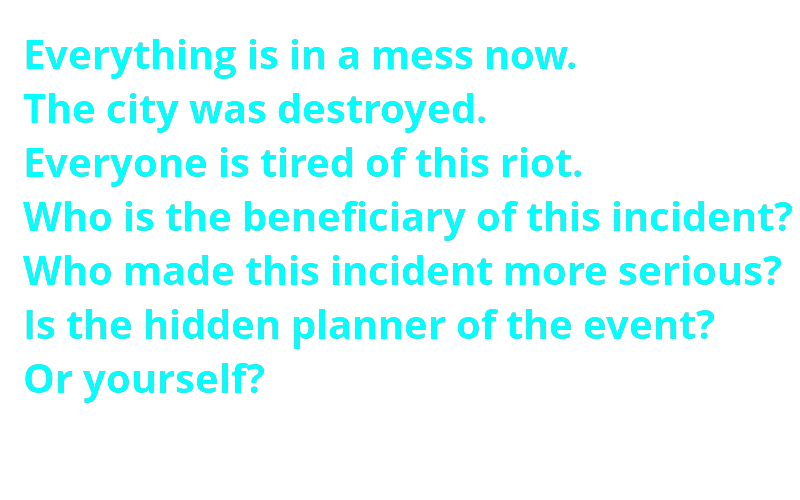 Everything is in a mess now.
The city was destroyed.
Everyone is tired of this riot.
Who is the beneficiary of this incident?
Who made this incident more serious?
Is the hidden planner of the event?
Or yourself?